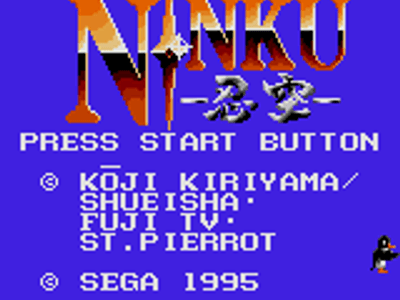 NINKU
-忍空-
PRESS START BUTTON
© KŌJI KIRIYAMA/
SHUEISHA·
FUJI TV·
ST.PIERROT
© SEGA 1995